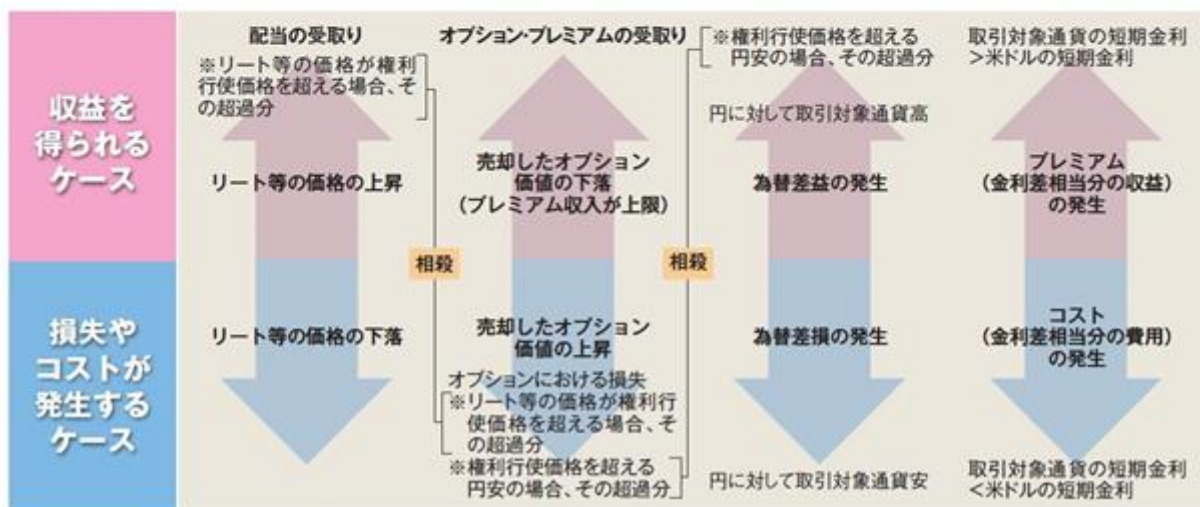 収益を
得られる
ケース
配当の受取り
※リート等の価格が権利
行使価格を超える場合、そ
の超過分
リート等の価格の上昇
オプション・プレミアムの受取り
売却したオプション
価値の下落
(プレミアム収入が上限)
※権利行使価格を超える
円安の場合、その超過分
円に対して取引対象通貨高
為替差益の発生
取引対象通貨の短期金利
>米ドルの短期金利
プレミアム
(金利差相当分の収益)
の発生
相殺
相殺
損失や
コストが
発生する
ケース
リート等の価格の下落
売却したオプション
価値の上昇
オプションにおける損失
※リート等の価格が権利行
使価格を超える場合、そ
の超過分
※権利行使価格を超える
円安の場合、その超過分
為替差損の発生
円に対して取引対象通貨安
コスト
(金利差相当分の費用)
の発生
取引対象通貨の短期金利
<米ドルの短期金利